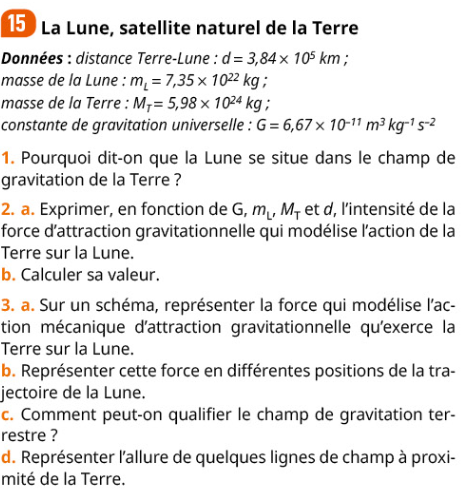 15 La Lune, satellite naturel de la Terre
Données : distance Terre-Lune : d = 3,84 × 10⁵ km ;
masse de la Lune : m_L = 7,35 × 10²² kg ;
masse de la Terre : M_T = 5,98 × 10²⁴ kg ;
constante de gravitation universelle : G = 6,67 × 10⁻¹¹ m³ kg⁻¹ s⁻²
1. Pourquoi dit-on que la Lune se situe dans le champ de
gravitation de la Terre ?
2. a. Exprimer, en fonction de G, m_L, M_T et d, l'intensité de la
force d'attraction gravitationnelle qui modélise l'action de la
Terre sur la Lune.
b. Calculer sa valeur.
3. a. Sur un schéma, représenter la force qui modélise l'ac-
tion mécanique d'attraction gravitationnelle qu'exerce la
Terre sur la Lune.
b. Représenter cette force en différentes positions de la tra-
jectoire de la Lune.
c. Comment peut-on qualifier le champ de gravitation ter-
restre ?
d. Représenter l'allure de quelques lignes de champ à proxi-
mité de la Terre.